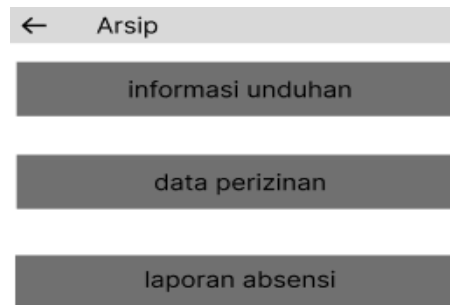 ← Arsip
informasi unduhan
data perizinan
laporan absensi